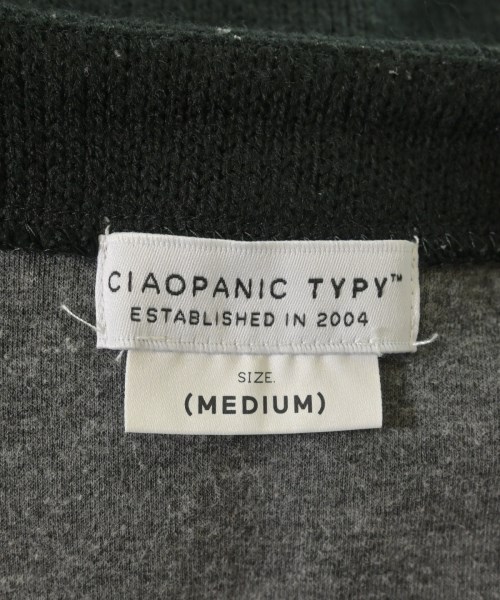 CIAOPANIC TYPY™
ESTABLISHED IN 2004
SIZE.
(MEDIUM)